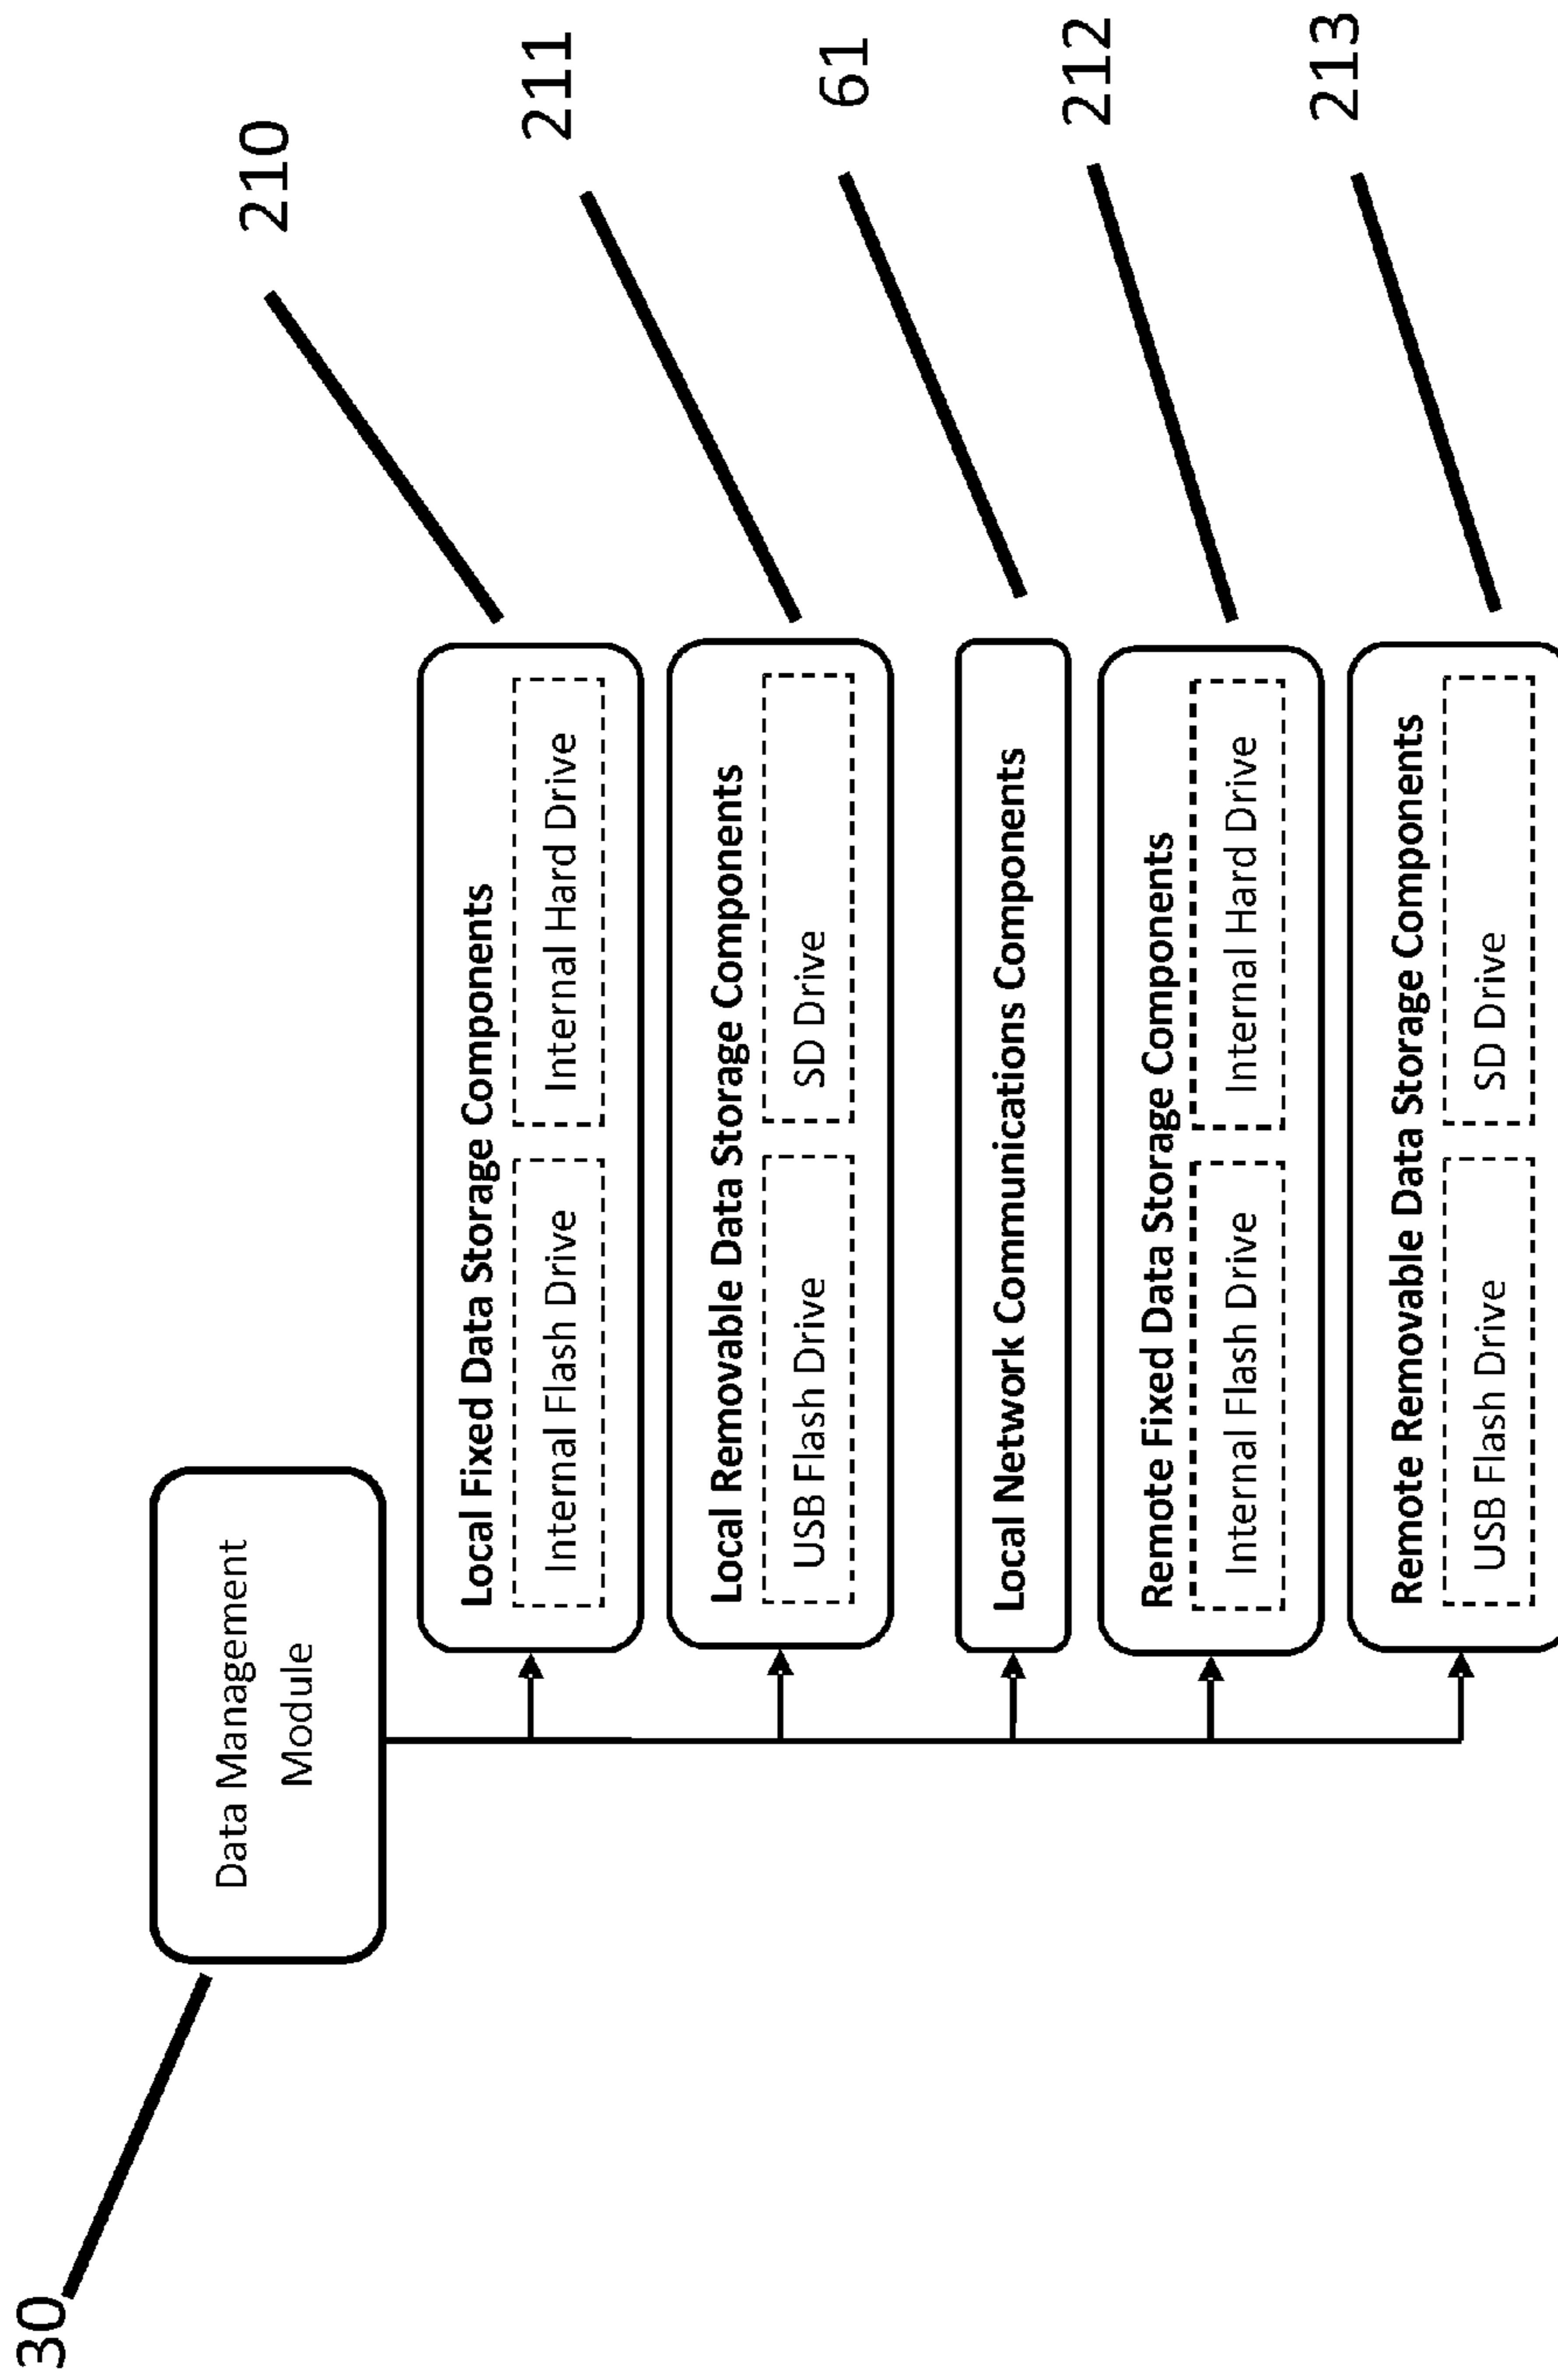 30
Data Management
Module
Local Fixed Data Storage Components
Internal Flash Drive
Internal Hard Drive
210
Local Removable Data Storage Components
USB Flash Drive
SD Drive
211
Local Network Communications Components
61
Remote Fixed Data Storage Components
Internal Flash Drive
Internal Hard Drive
212
Remote Removable Data Storage Components
USB Flash Drive
SD Drive
213